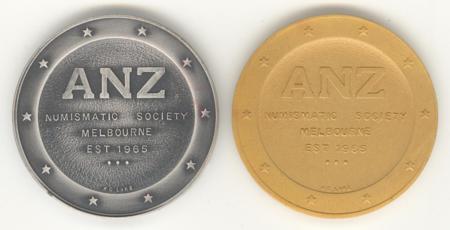 ANZ
NUMISMATIC SOCIETY
MELBOURNE
EST 1965
ANZ
NUMISMATIC SOCIETY
MELBOURNE
EST 1965